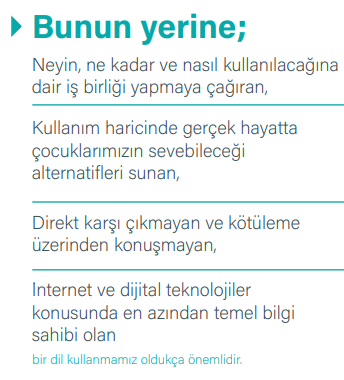 Bunun yerine;
Neyin, ne kadar ve nasıl kullanılacağına
dair iş birliği yapmaya çağıran,
Kullanım haricinde gerçek hayatta
çocuklarımızın sevebileceği
alternatifleri sunan,
Direkt karşı çıkmayan ve kötüleme
üzerinden konuşmayan,
Internet ve dijital teknolojiler
konusunda en azından temel bilgi
sahibi olan
bir dil kullanmamız oldukça önemlidir.